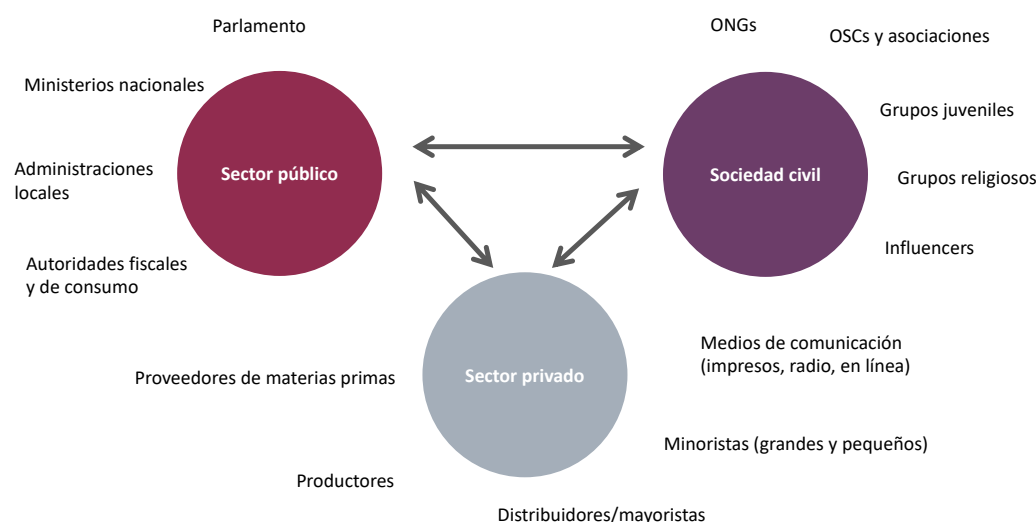 Parlamento
ONGs
OSCs y asociaciones
Ministerios nacionales
Grupos juveniles
Administraciones
locales
Sector público
Sociedad civil
Grupos religiosos
Autoridades fiscales
y de consumo
Influencers
Medios de comunicación
(impresos, radio, en línea)
Proveedores de materias primas
Sector privado
Minoristas (grandes y pequeños)
Productores
Distribuidores/mayoristas